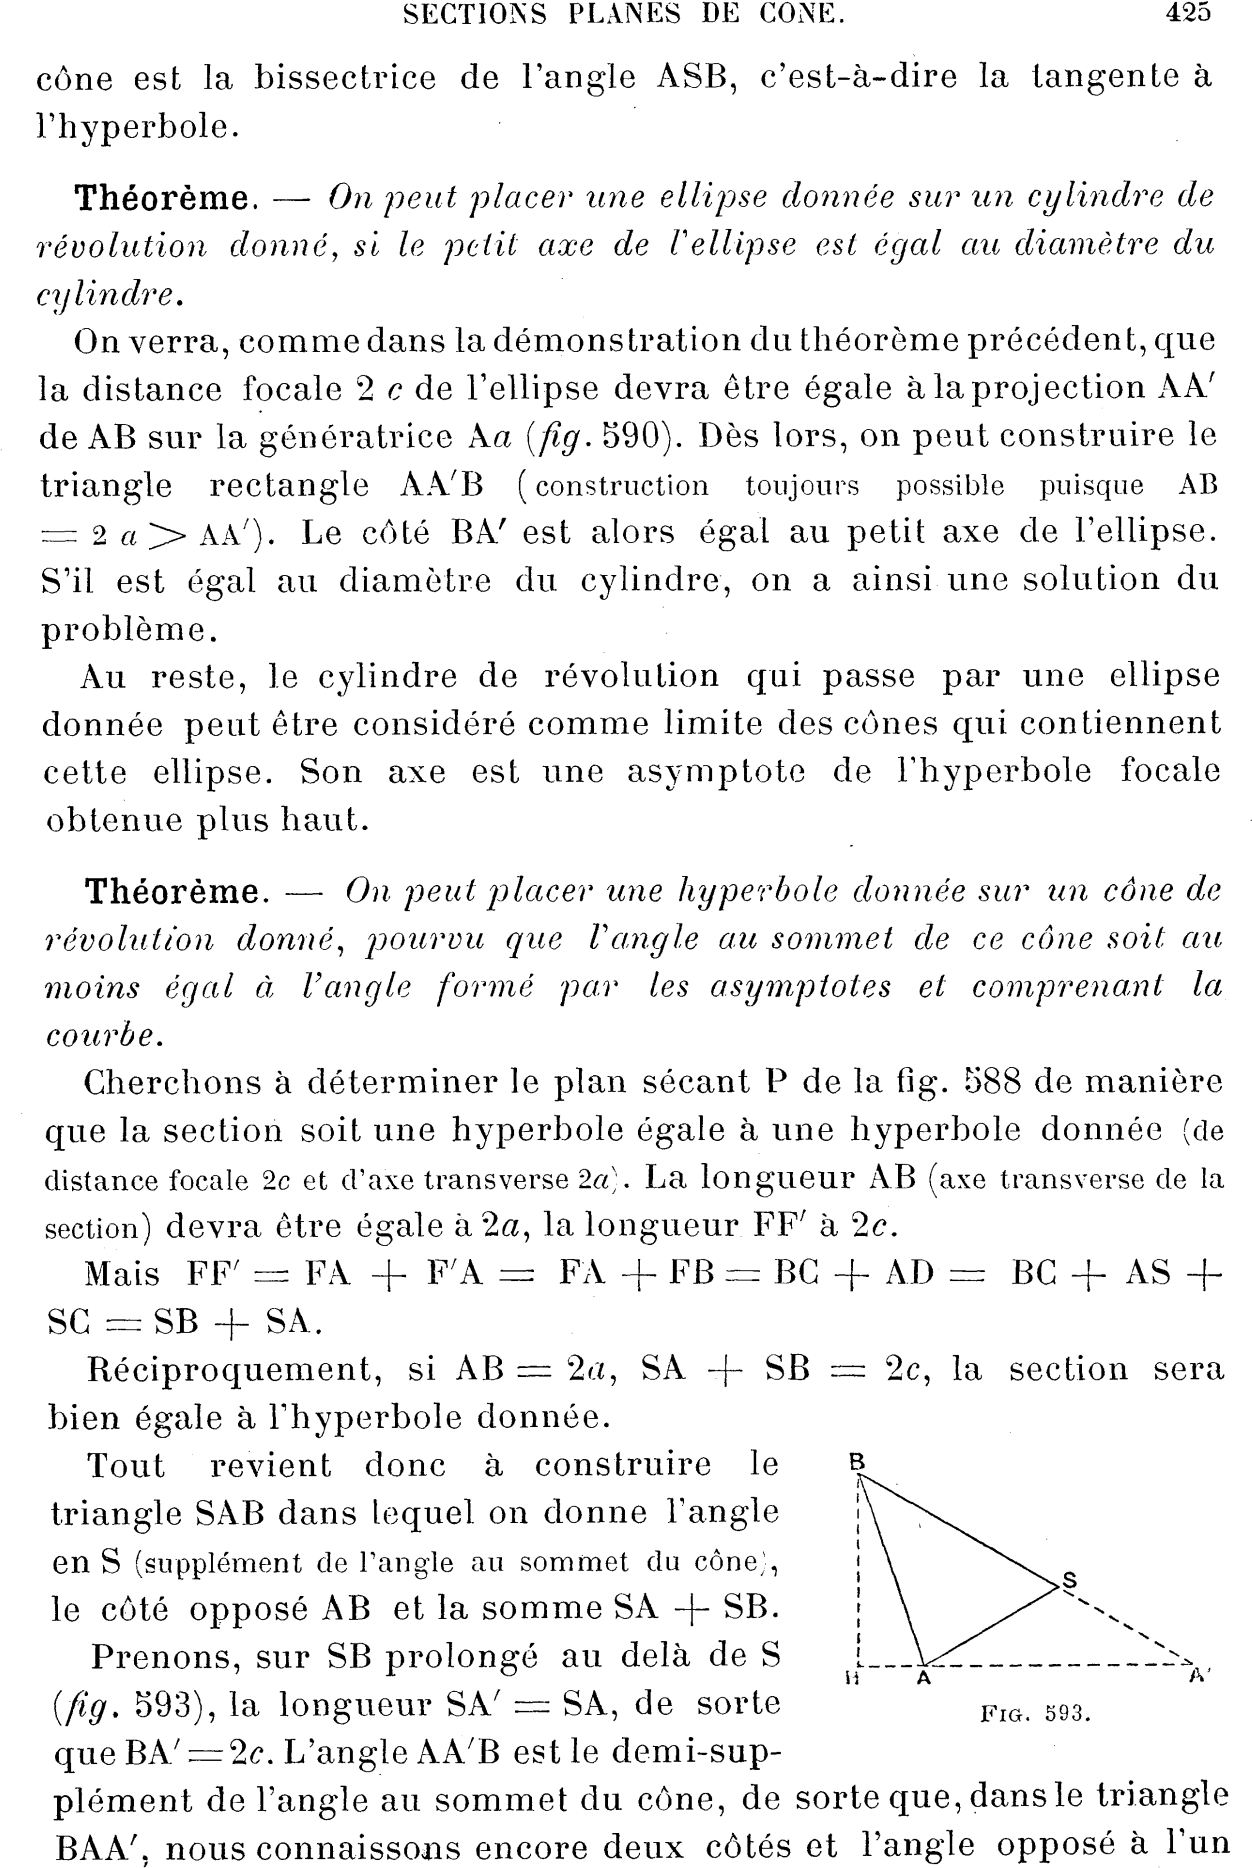 SECTIONS PLANES DE CONE. 425
cône est la bissectrice de l'angle ASB, c'est-à-dire la tangente à
l'hyperbole.
Théorème. — On peut placer une ellipse donnée sur un cylindre de
révolution donné, si le petit axe de l'ellipse est égal au diamètre du
cylindre.
On verra, comme dans la démonstration du théorème précédent, que
la distance focale 2 c de l'ellipse devra être égale à la projection AA′
de AB sur la génératrice Aa (fig. 590). Dès lors, on peut construire le
triangle rectangle AA′B (construction toujours possible puisque AB
= 2 a > AA′). Le côté BA′ est alors égal au petit axe de l'ellipse.
S'il est égal au diamètre du cylindre, on a ainsi une solution du
problème.
Au reste, le cylindre de révolution qui passe par une ellipse
donnée peut être considéré comme limite des cônes qui contiennent
cette ellipse. Son axe est une asymptote de l'hyperbole focale
obtenue plus haut.
Théorème. — On peut placer une hyperbole donnée sur un cône de
révolution donné, pourvu que l'angle au sommet de ce cône soit au
moins égal à l'angle formé par les asymptotes et comprenant la
courbe.
Cherchons à déterminer le plan sécant P de la fig. 588 de manière
que la section soit une hyperbole égale à une hyperbole donnée (de
distance focale 2c et d'axe transverse 2a). La longueur AB (axe transverse de la
section) devra être égale à 2a, la longueur FF′ à 2c.
Mais FF′ = FA + F′A = FA + FB = BC + AD = BC + AS +
SC = SB + SA.
Réciproquement, si AB = 2a, SA + SB = 2c, la section sera
bien égale à l'hyperbole donnée.
Tout revient donc à construire le
triangle SAB dans lequel on donne l'angle
en S (supplément de l'angle au sommet du cône),
le côté opposé AB et la somme SA + SB.
Prenons, sur SB prolongé au delà de S
(fig. 593), la longueur SA′ = SA, de sorte
que BA′ = 2c. L'angle AA′B est le demi-sup-
B
S
H A A′
FIG. 593.
plément de l'angle au sommet du cône, de sorte que, dans le triangle
BAA′, nous connaissons encore deux côtés et l'angle opposé à l'un